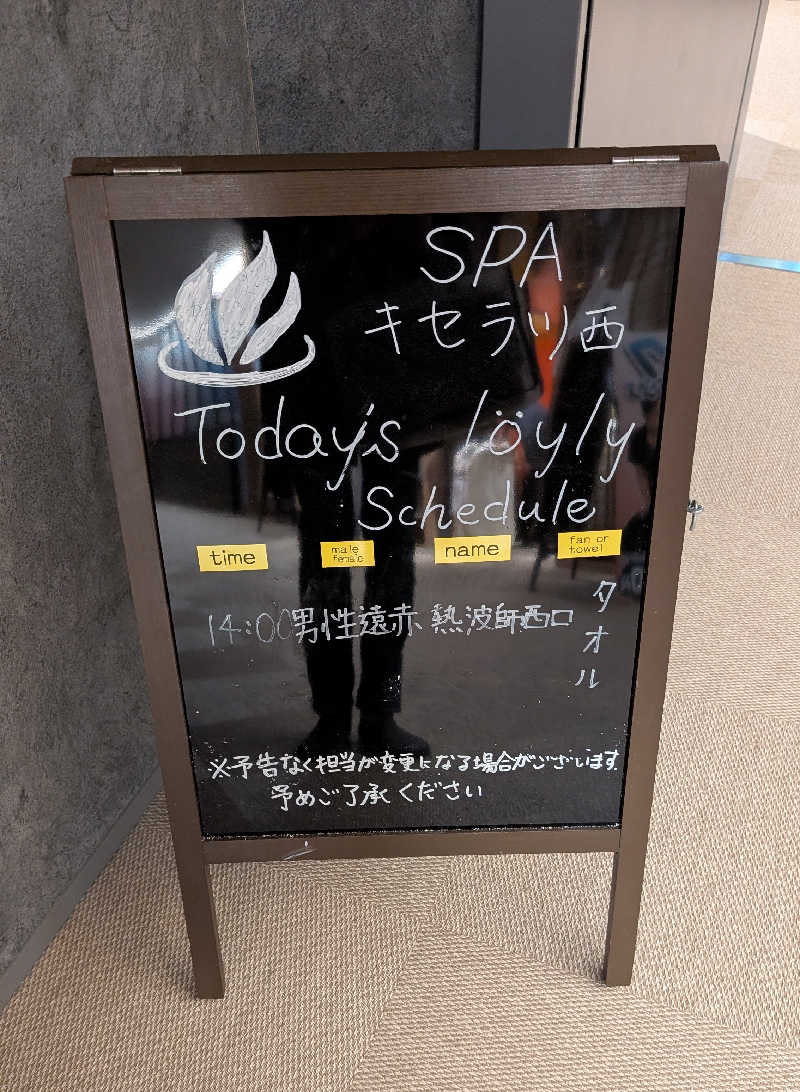 SPA
キセラツ西
Today's löyly
Schedule
time male female name fan or towel
14:00 男性遠赤 熱波師西口 タオル
※予告なく担当が変更になる場合がございます
予めご了承ください